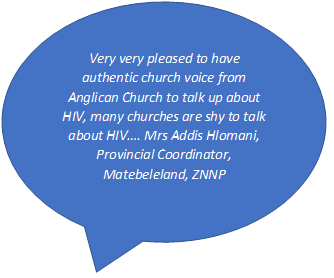 Very very pleased to have
authentic church voice from
Anglican Church to talk up about
HIV, many churches are shy to talk
about HIV…. Mrs Addis Hlomani,
Provincial Coordinator,
Matebeleland, ZNNP